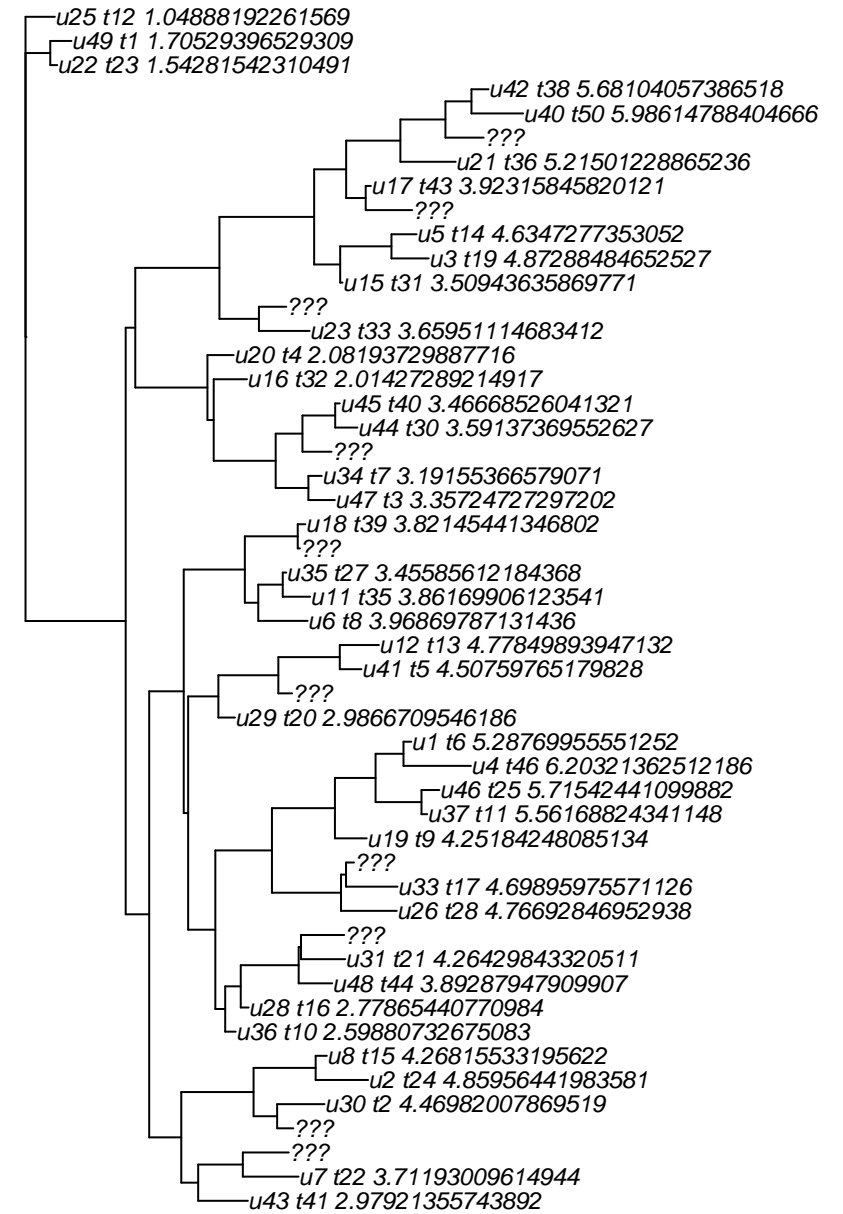 u25 t12 1.04888192261569
u49 t1 1.70529396529309
u22 t23 1.54281542310491
u42 t38 5.68104057386518
u40 t50 5.98614788404666
???
u21 t36 5.21501228865236
u17 t43 3.92315845820121
???
u5 t14 4.6347277353052
u3 t19 4.87288484652527
u15 t31 3.50943635869771
???
u23 t33 3.65951114683412
u20 t4 2.08193729887716
u16 t32 2.01427289214917
u45 t40 3.46668526041321
u44 t30 3.59137369552627
???
u34 t7 3.19155366579071
u47 t3 3.35724727297202
u18 t39 3.82145441346802
???
u35 t27 3.45585612184368
u11 t35 3.86169906123541
u6 t8 3.96869787131436
u12 t13 4.77849893947132
u41 t5 4.50759765179828
???
u29 t20 2.9866709546186
u1 t6 5.28769955551252
u4 t46 6.20321362512186
u46 t25 5.71542441099882
u37 t11 5.56168824341148
u19 t9 4.25184248085134
???
u33 t17 4.69895975571126
u26 t28 4.76692846952938
???
u31 t21 4.26429843320511
u48 t44 3.89287947909907
u28 t16 2.77865440770984
u36 t10 2.59880732675083
u8 t15 4.26815533195622
u2 t24 4.85956441983581
u30 t2 4.46982007869519
???
???
u7 t22 3.71193009614944
u43 t41 2.97921355743892